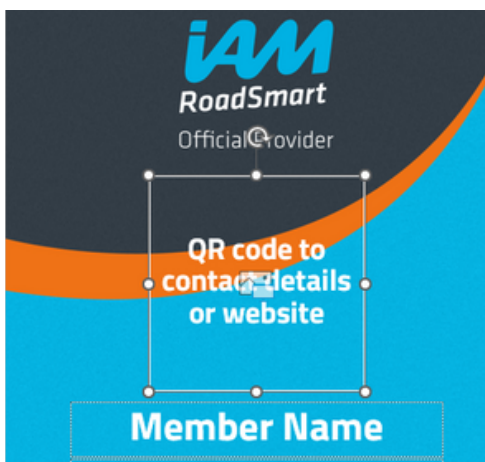 iAM
RoadSmart
Official Provider
QR code to
contact details
or website
Member Name